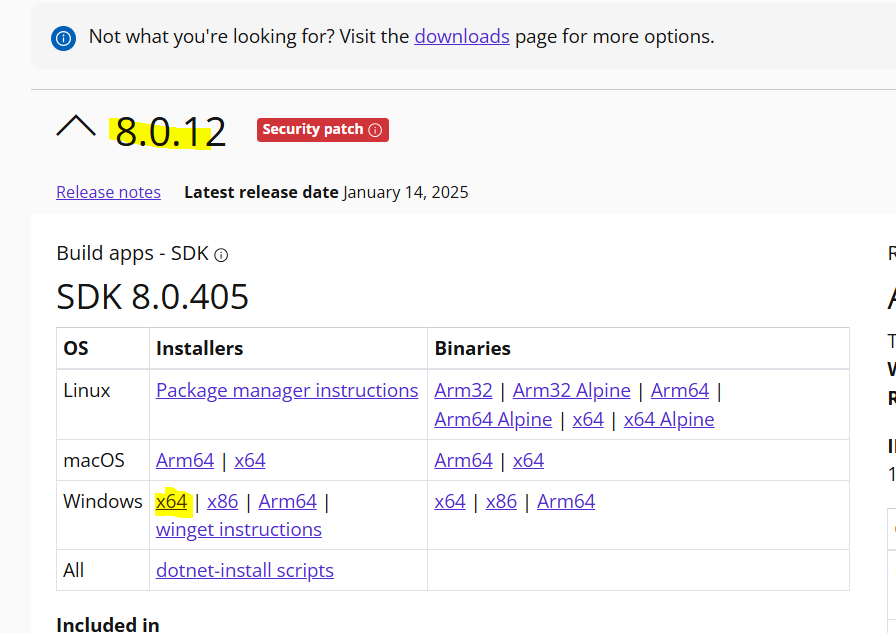 Not what you're looking for? Visit the downloads page for more options.
8.0.12 Security patch
Release notes Latest release date January 14, 2025
Build apps - SDK
SDK 8.0.405
OS Installers Binaries
Linux Package manager instructions Arm32 | Arm32 Alpine | Arm64 |
Arm64 Alpine | x64 | x64 Alpine
macOS Arm64 | x64 Arm64 | x64
Windows x64 | x86 | Arm64 | x64 | x86 | Arm64
winget instructions
All dotnet-install scripts
Included in